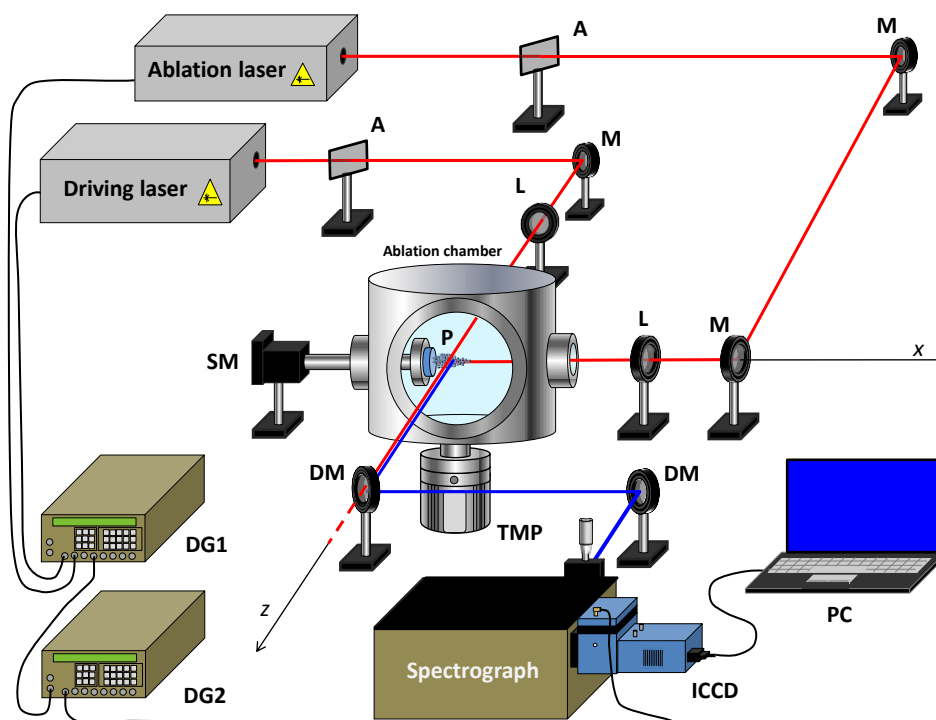 A
M
Ablation laser
A
M
Driving laser
L
Ablation chamber
P
L
M
SM
x
DM
DM
TMP
DG1
z
PC
Spectrograph
ICCD
DG2